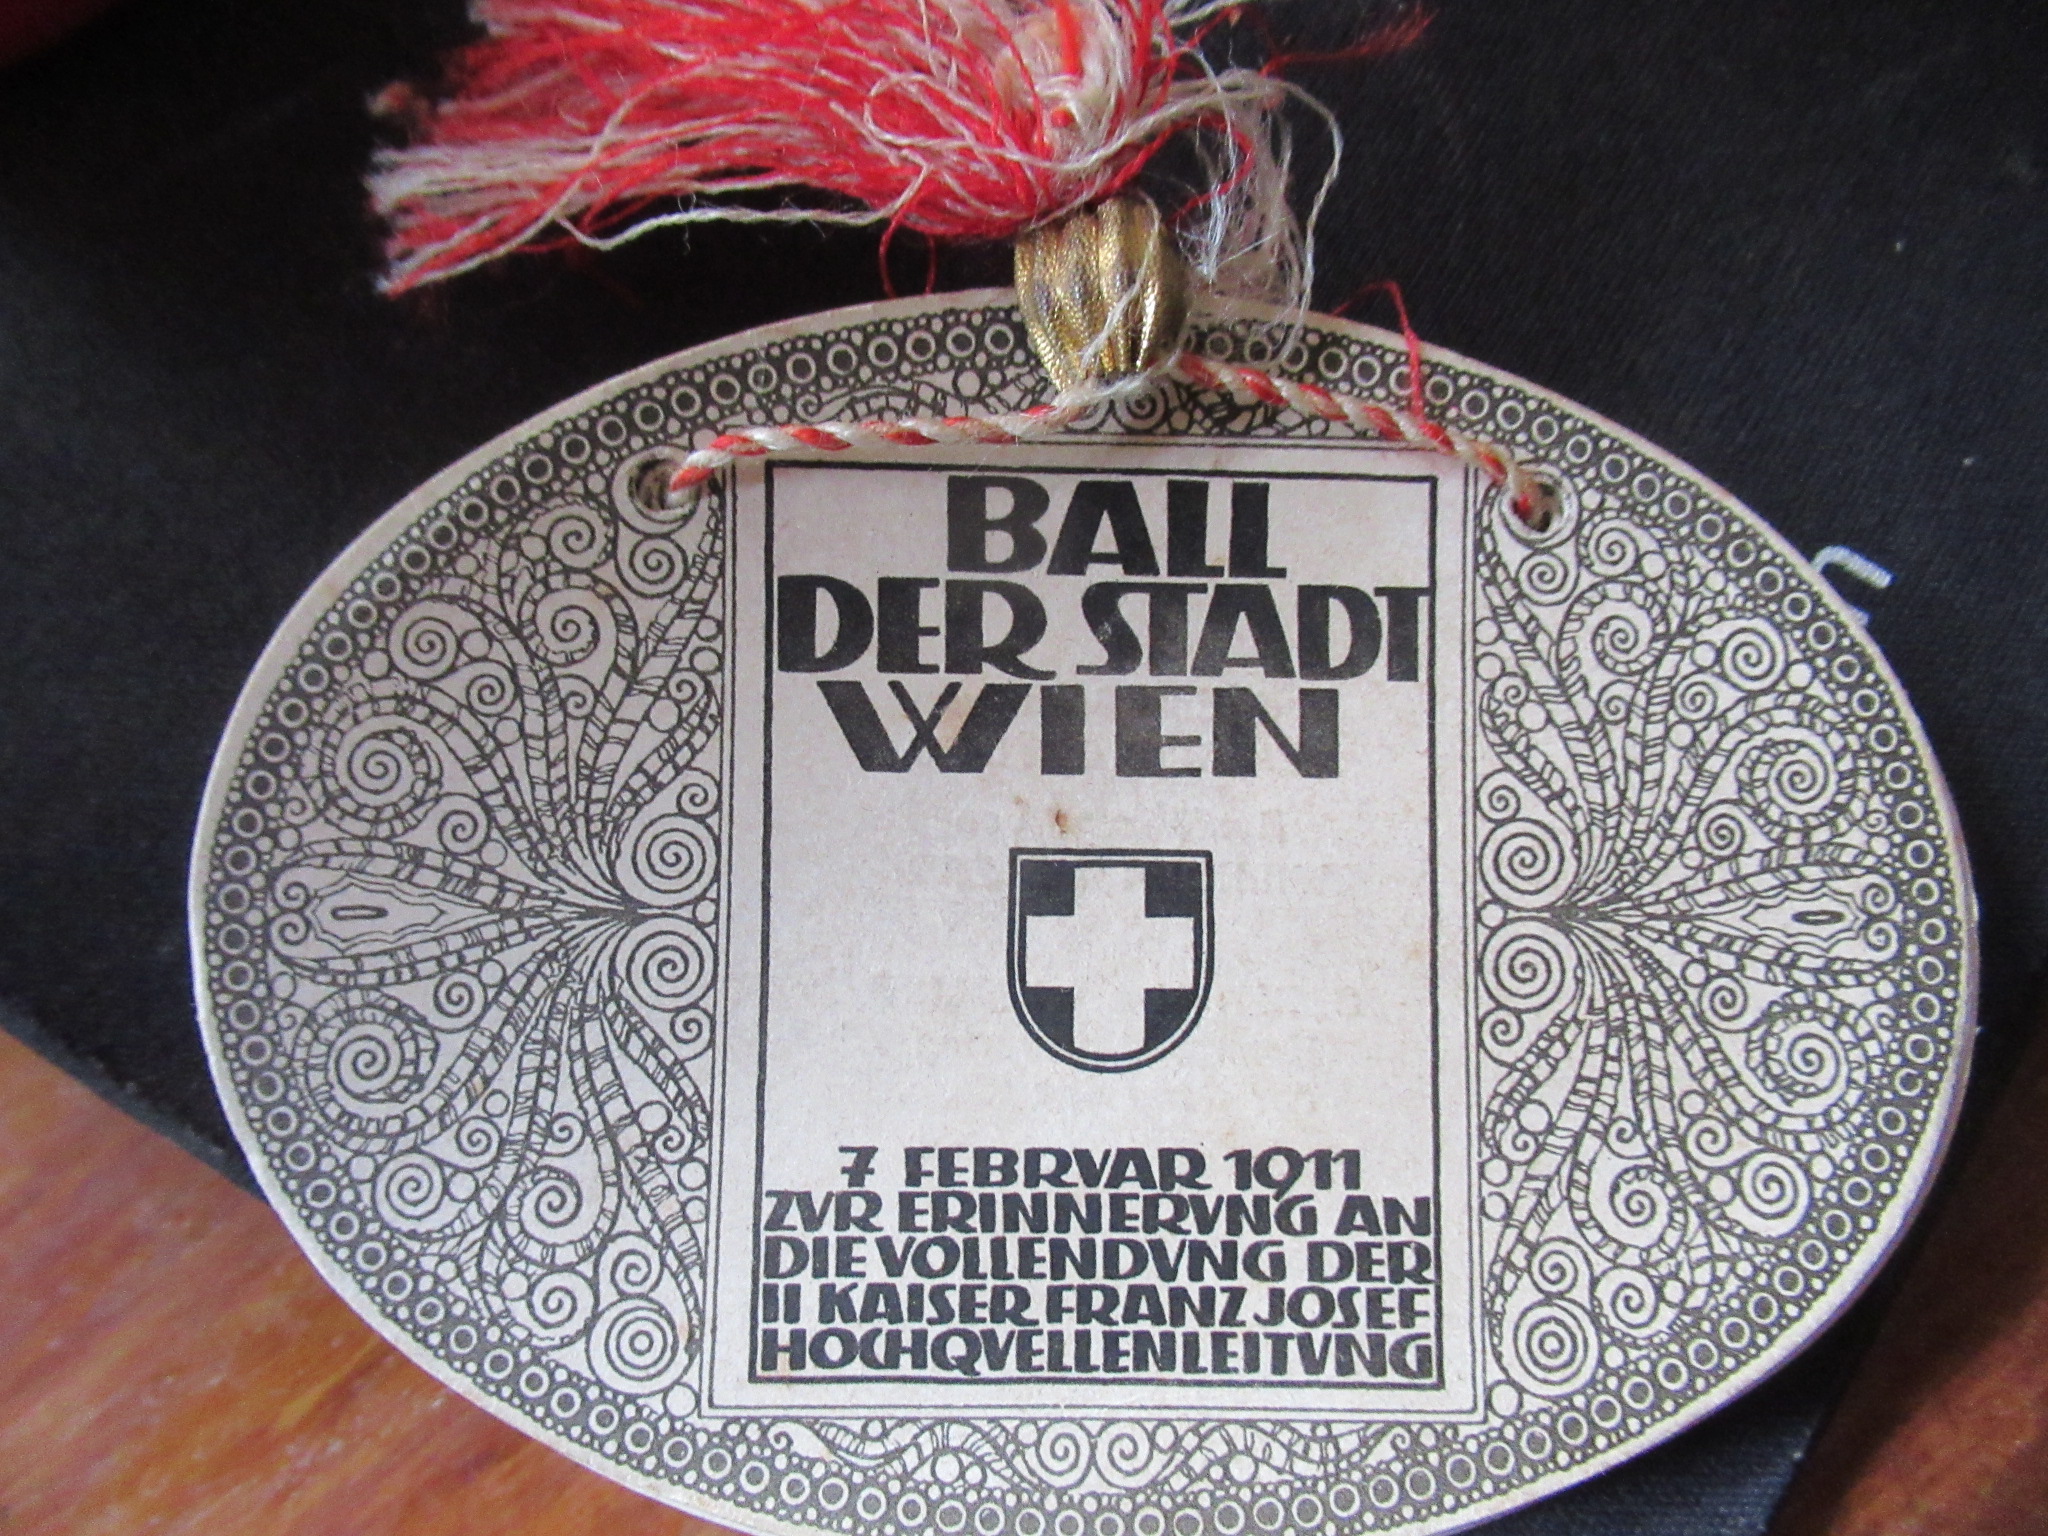 BALL
DER STADT
WIEN
7 FEBRVAR 1911
ZVR ERINNERVNG AN
DIE VOLLENDVNG DER
II KAISER FRANZ JOSEF
HOCHQVELLENLEITVNG